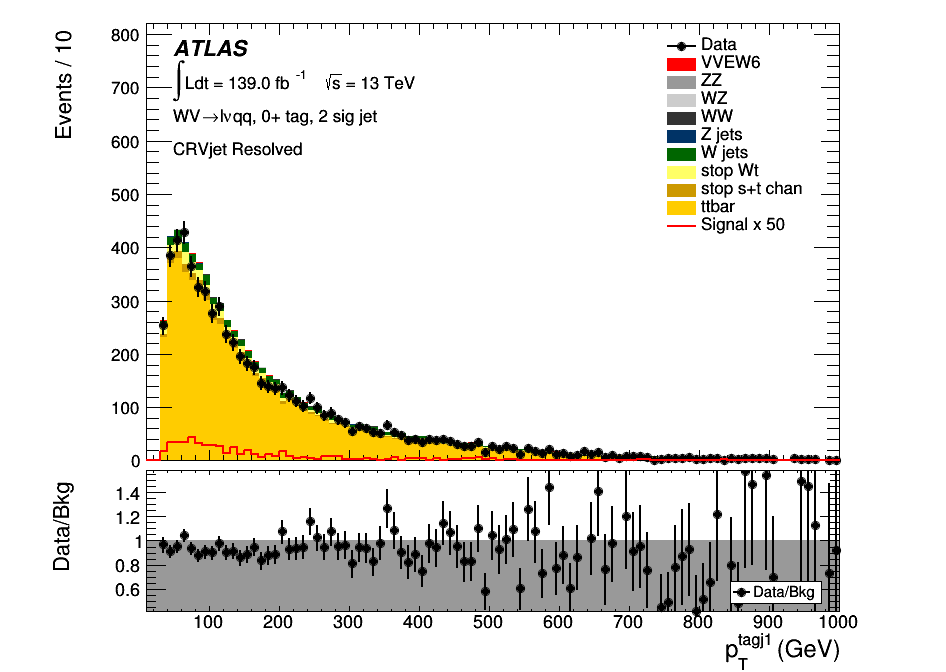 800
700
600
500
400
300
200
100
0
Events / 10
ATLAS
∫Ldt = 139.0 fb⁻¹ √s = 13 TeV
WV→lνqq, 0+ tag, 2 sig jet
CRVjet Resolved
Data
VVEW6
ZZ
WZ
WW
Z jets
W jets
stop Wt
stop s+t chan
ttbar
Signal x 50
1.4
1.2
1
0.8
0.6
Data/Bkg
Data/Bkg
100 200 300 400 500 600 700 800 900 1000
p_T^tagj1 (GeV)